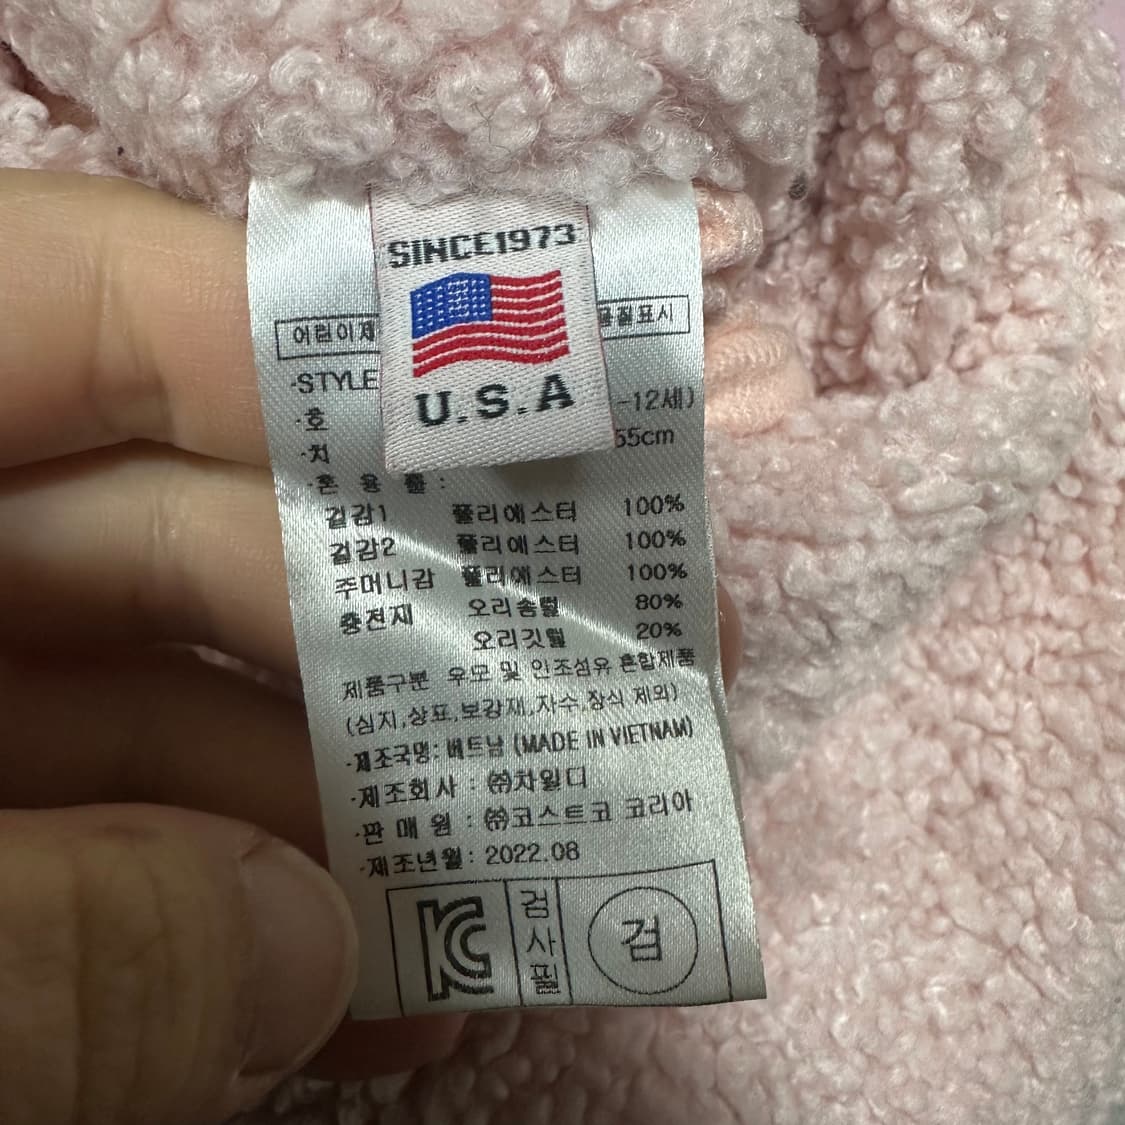 SINCE1973
U.S.A
어린이제 품질표시
·STYLE
·호 -12세)
·치 55cm
·혼 용 률 :
겉감1 폴리에스터 100%
겉감2 폴리에스터 100%
주머니감 폴리에스터 100%
충전재 오리솜털 80%
오리깃털 20%
제품구분 우모 및 인조섬유 혼합제품
(심지,상표,보강재,자수,장식 제외)
·제조국명: 베트남 (MADE IN VIETNAM)
·제조회사 : ㈜차일디
·판 매 원 : ㈜코스트코 코리아
·제조년월: 2022.08
KC 검사필 검